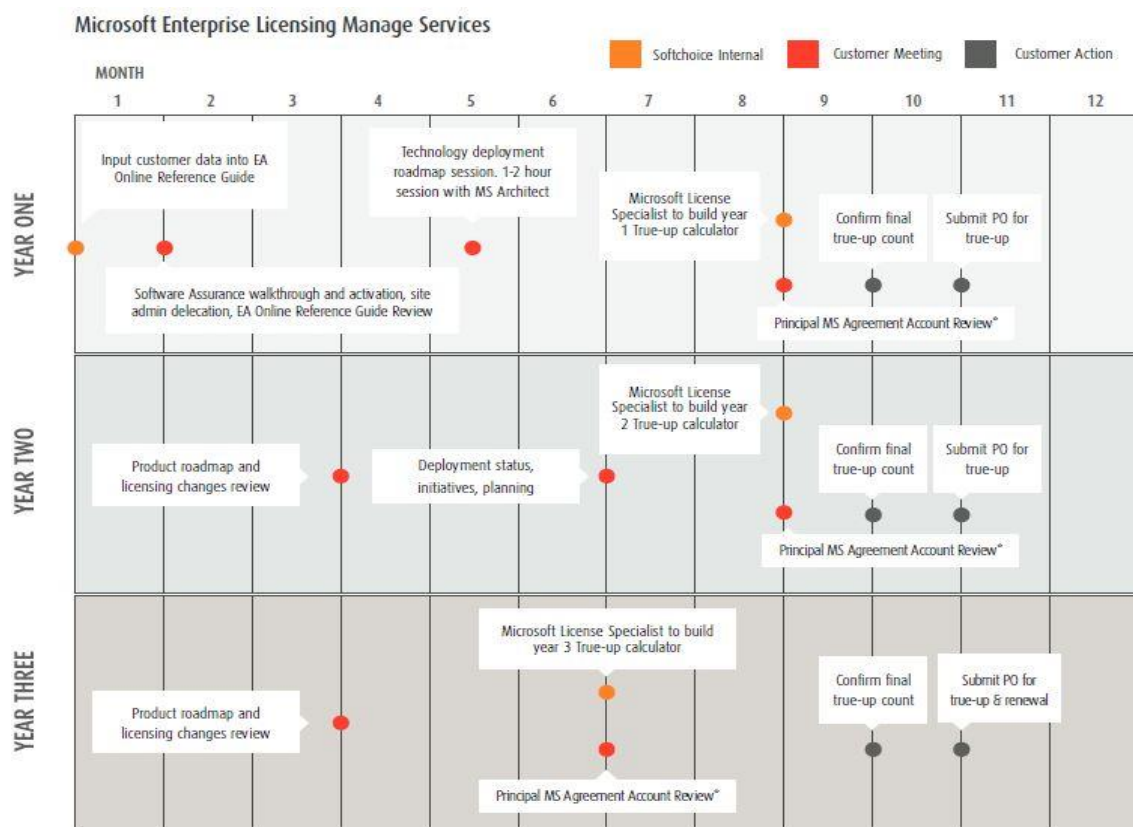 Microsoft Enterprise Licensing Manage Services
Softchoice Internal
Customer Meeting
Customer Action
MONTH
1 2 3 4 5 6 7 8 9 10 11 12
YEAR ONE
Input customer data into EA
Online Reference Guide
Technology deployment
roadmap session. 1-2 hour
session with MS Architect
Microsoft License
Specialist to build year
1 True-up calculator
Confirm final
true-up count
Submit PO for
true-up
Software Assurance walkthrough and activation, site
admin delecation, EA Online Reference Guide Review
Principal MS Agreement Account Review*
YEAR TWO
Microsoft License
Specialist to build year
2 True-up calculator
Product roadmap and
licensing changes review
Deployment status,
initiatives, planning
Confirm final
true-up count
Submit PO for
true-up
Principal MS Agreement Account Review*
YEAR THREE
Microsoft License Specialist to build
year 3 True-up calculator
Product roadmap and
licensing changes review
Confirm final
true-up count
Submit PO for
true-up & renewal
Principal MS Agreement Account Review*